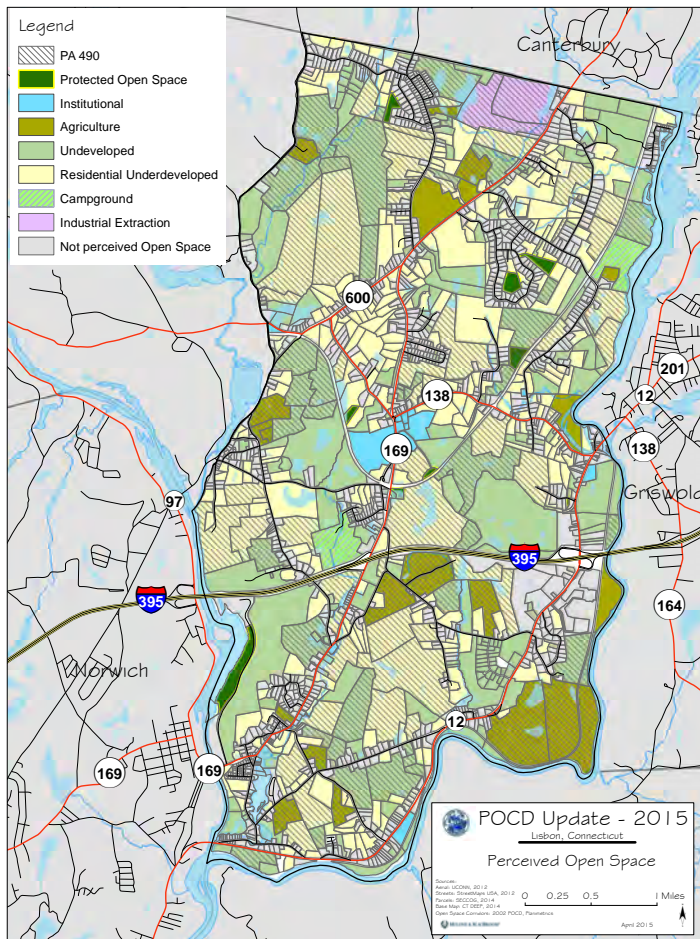 Legend
PA 490
Protected Open Space
Institutional
Agriculture
Undeveloped
Residential Underdeveloped
Campground
Industrial Extraction
Not perceived Open Space
Canterbury
600
201
12
138
138
169
97
Griswold
395
395
164
Norwich
12
169
169
POCD Update - 2015
Lisbon, Connecticut
Perceived Open Space
Sources:
Aerial: UCONN, 2012
Streets: StreetMaps USA, 2012
Parcels: SECCOG, 2014
Base Map: CT DEEP, 2014
Open Space Corridors: 2002 POCD, Planimetrics
0 0.25 0.5 1 Miles
April 2015